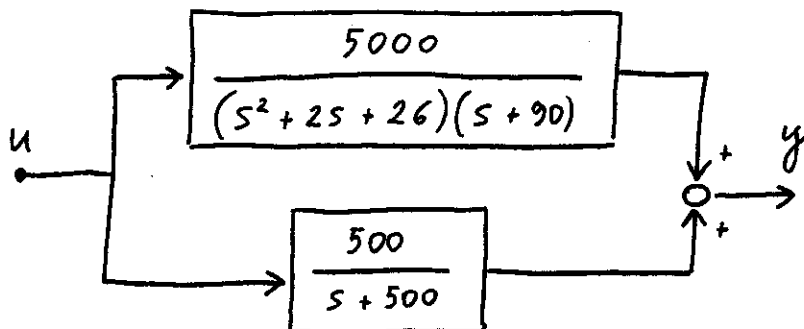 5000
(s² + 2s + 26)(s + 90)
u
y
+
+
500
s + 500